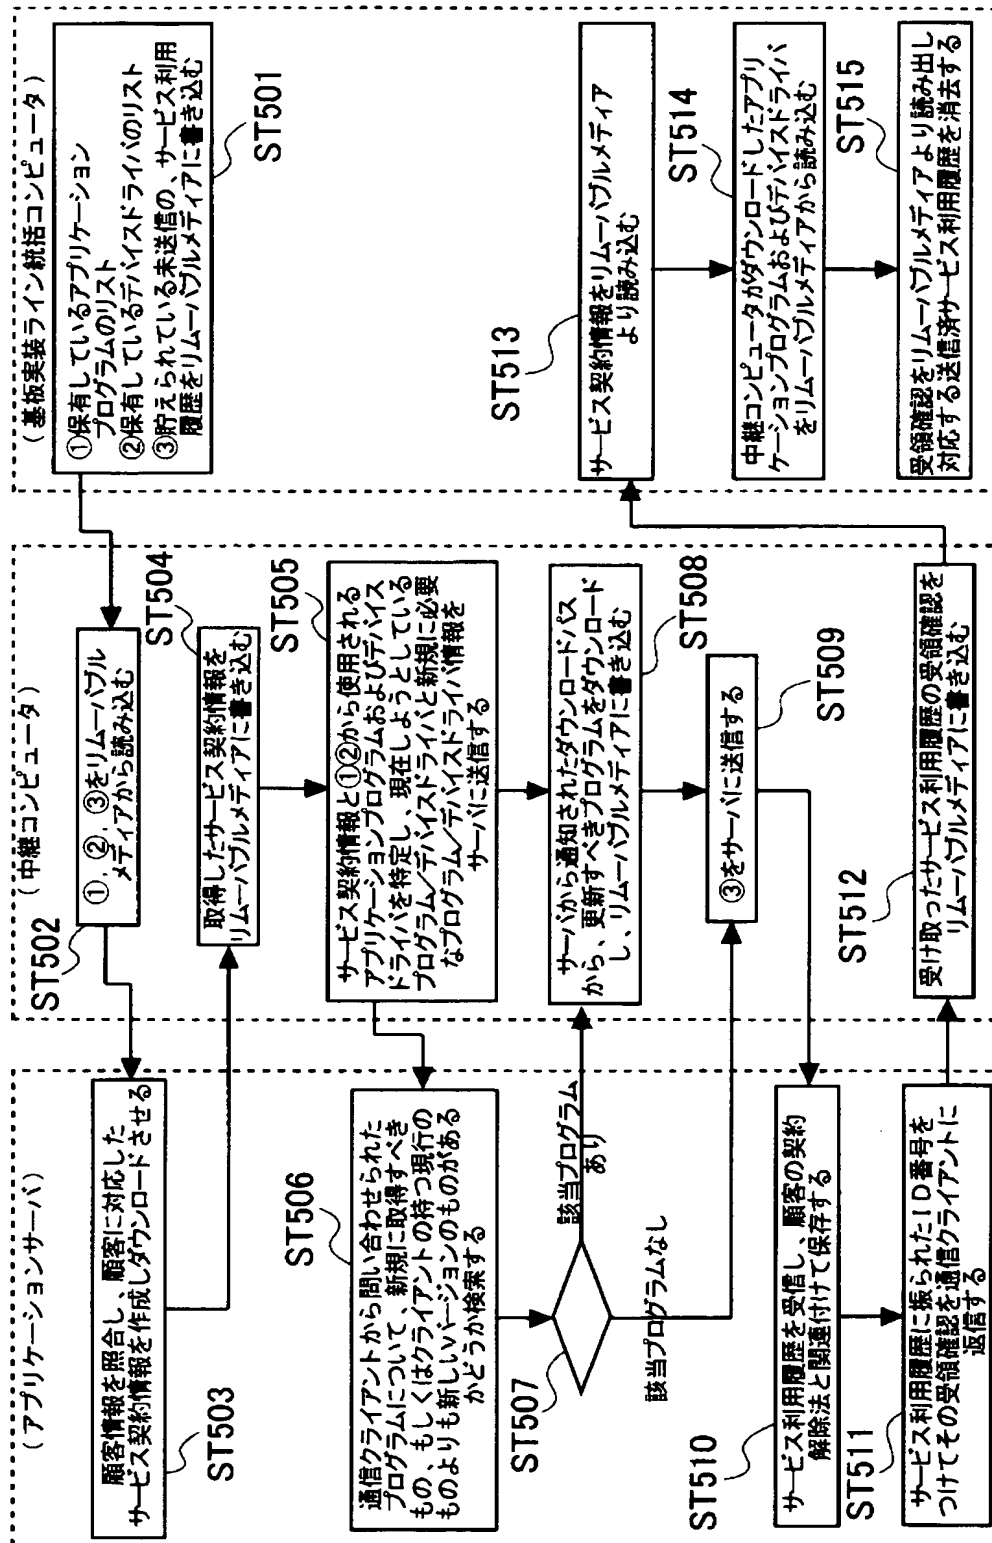 (アプリケーションサーバ)
(中継コンピュータ)
(基板実装ライン統括コンピュータ)
①保有しているアプリケーション
プログラムのリスト
②保有しているデバイスドライバのリスト
③貯えられている未送信の、サービス利用
履歴をリムーバブルメディアに書き込む
ST501
ST502
①, ②, ③をリムーバブル
メディアから読み込む
顧客情報を照合し、顧客に対応した
サービス契約情報を作成しダウンロードさせる
ST503
ST504
取得したサービス契約情報を
リムーバブルメディアに書き込む
ST505
サービス契約情報と①②から使用される
アプリケーションプログラムおよびデバイス
ドライバを特定し、現在しようとしている
プログラム/デバイスドライバと新規に必要
なプログラム/デバイスドライバ情報を
サーバに送信する
ST506
通信クライアントから問い合わせられた
プログラムについて、新規に取得すべき
もの、もしくはクライアントの持つ現行の
ものよりも新しいバージョンのものがある
かどうか検索する
ST507
該当プログラム
あり
該当プログラムなし
サーバから通知されたダウンロードパス
から、更新すべきプログラムをダウンロード
し、リムーバブルメディアに書き込む
ST508
③をサーバに送信する
ST509
ST510
サービス利用履歴を受信し、顧客の契約
解除法と関連付けて保存する
ST511
サービス利用履歴に振られたID番号を
つけてその受領確認を通信クライアントに
返信する
ST512
受け取ったサービス利用履歴の受領確認を
リムーバブルメディアに書き込む
ST513
サービス契約情報をリムーバブルメディア
より読み込む
ST514
中継コンピュータがダウンロードしたアプリ
ケーションプログラムおよびデバイスドライバ
をリムーバブルメディアから読み込む
ST515
受領確認をリムーバブルメディアより読み出し
対応する送信済サービス利用履歴を消去する